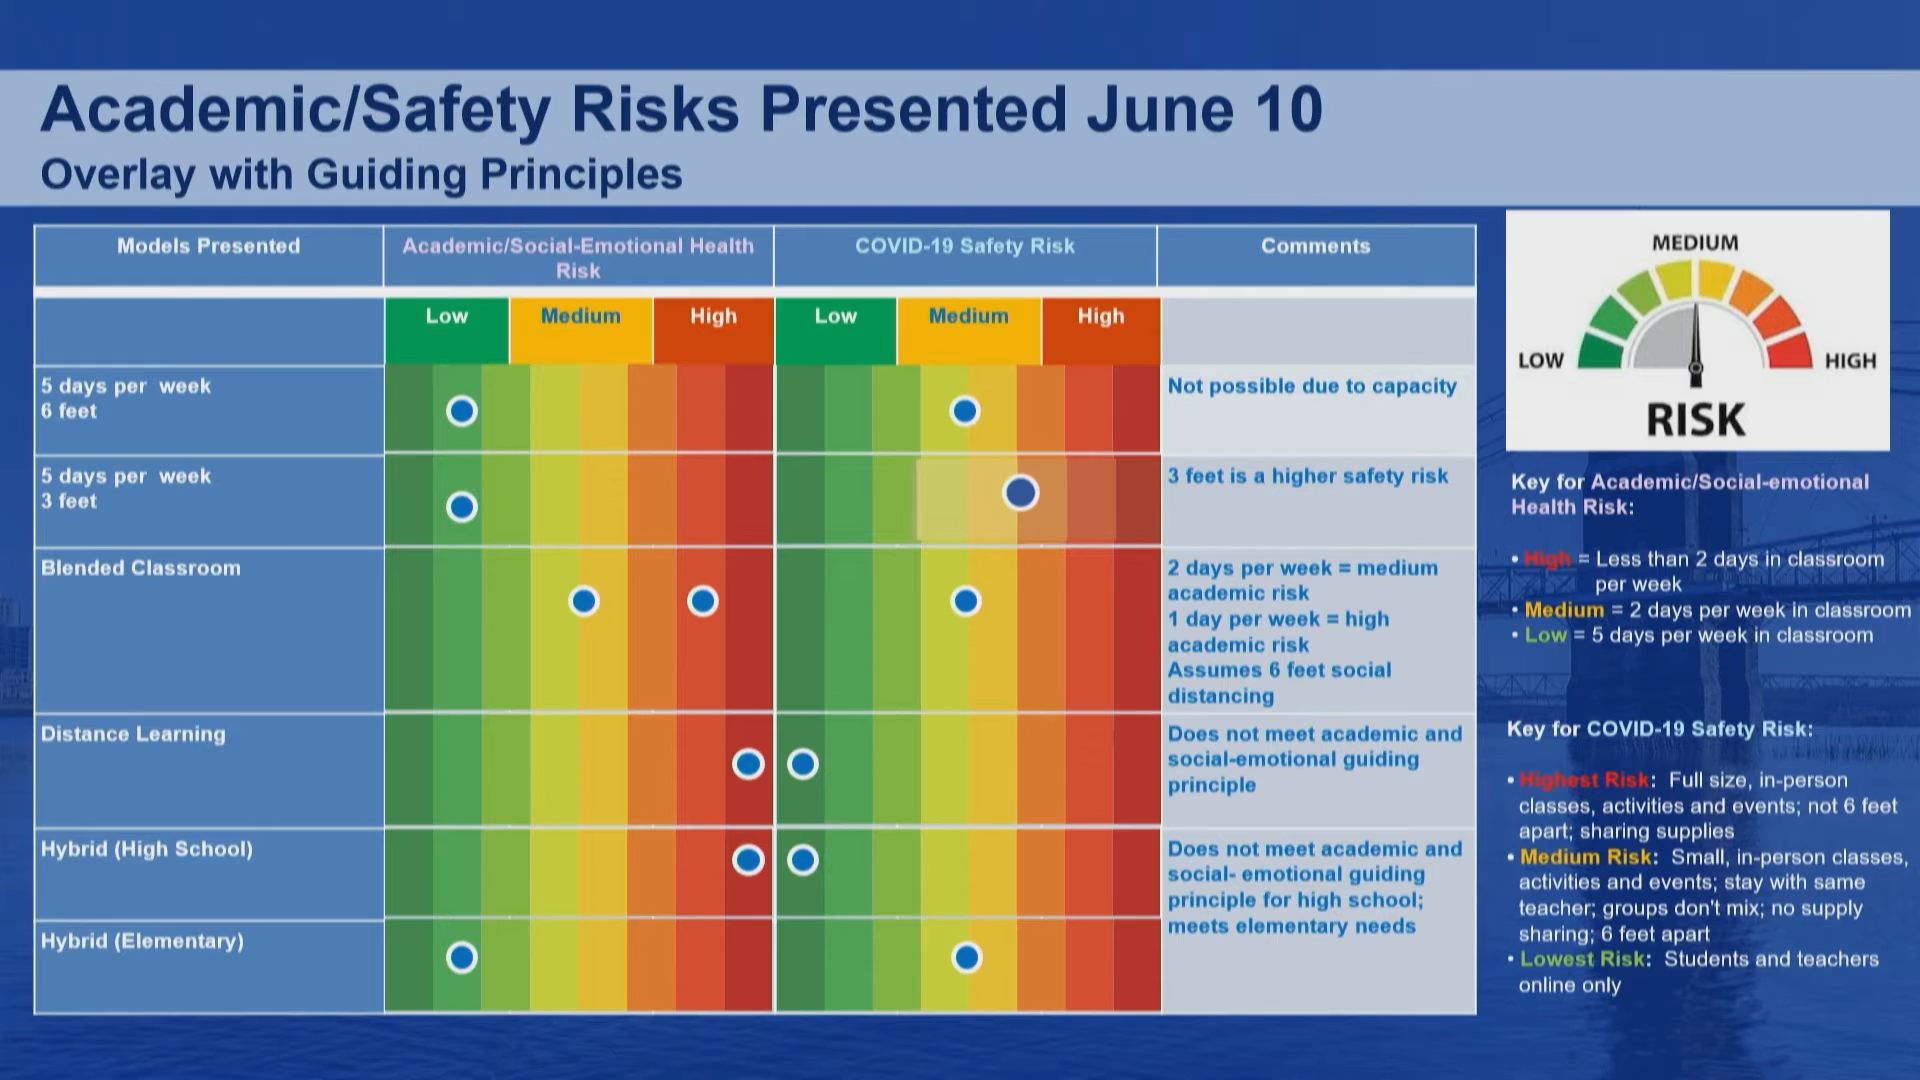 Academic/Safety Risks Presented June 10
Overlay with Guiding Principles
Models Presented
Academic/Social-Emotional Health
Risk
COVID-19 Safety Risk
Comments
Low
Medium
High
Low
Medium
High
5 days per week
6 feet
Not possible due to capacity
5 days per week
3 feet
3 feet is a higher safety risk
Blended Classroom
2 days per week = medium
academic risk
1 day per week = high
academic risk
Assumes 6 feet social
distancing
Distance Learning
Does not meet academic and
social-emotional guiding
principle
Hybrid (High School)
Does not meet academic and
social- emotional guiding
principle for high school;
meets elementary needs
Hybrid (Elementary)
MEDIUM
LOW
HIGH
RISK
Key for Academic/Social-emotional
Health Risk:
• High = Less than 2 days in classroom
per week
• Medium = 2 days per week in classroom
• Low = 5 days per week in classroom
Key for COVID-19 Safety Risk:
• Highest Risk: Full size, in-person
classes, activities and events; not 6 feet
apart; sharing supplies
• Medium Risk: Small, in-person classes,
activities and events; stay with same
teacher; groups don't mix; no supply
sharing; 6 feet apart
• Lowest Risk: Students and teachers
online only